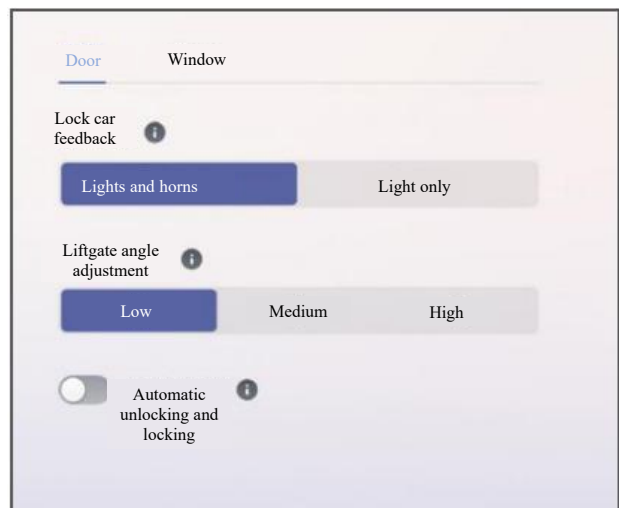 Door Window
Lock car
feedback
Lights and horns Light only
Liftgate angle
adjustment
Low Medium High
Automatic
unlocking and
locking